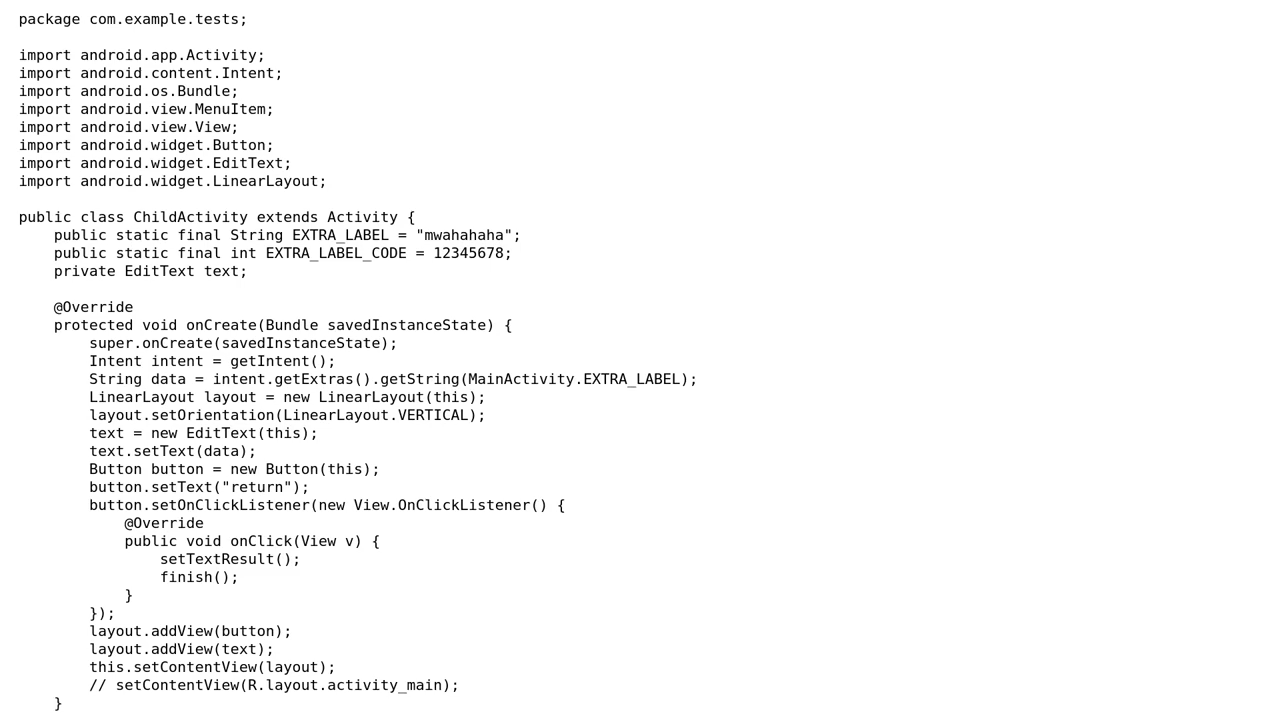 package com.example.tests;

import android.app.Activity;
import android.content.Intent;
import android.os.Bundle;
import android.view.MenuItem;
import android.view.View;
import android.widget.Button;
import android.widget.EditText;
import android.widget.LinearLayout;

public class ChildActivity extends Activity {
    public static final String EXTRA_LABEL = "mwahahaha";
    public static final int EXTRA_LABEL_CODE = 12345678;
    private EditText text;

    @Override
    protected void onCreate(Bundle savedInstanceState) {
        super.onCreate(savedInstanceState);
        Intent intent = getIntent();
        String data = intent.getExtras().getString(MainActivity.EXTRA_LABEL);
        LinearLayout layout = new LinearLayout(this);
        layout.setOrientation(LinearLayout.VERTICAL);
        text = new EditText(this);
        text.setText(data);
        Button button = new Button(this);
        button.setText("return");
        button.setOnClickListener(new View.OnClickListener() {
            @Override
            public void onClick(View v) {
                setTextResult();
                finish();
            }
        });
        layout.addView(button);
        layout.addView(text);
        this.setContentView(layout);
        // setContentView(R.layout.activity_main);
    }